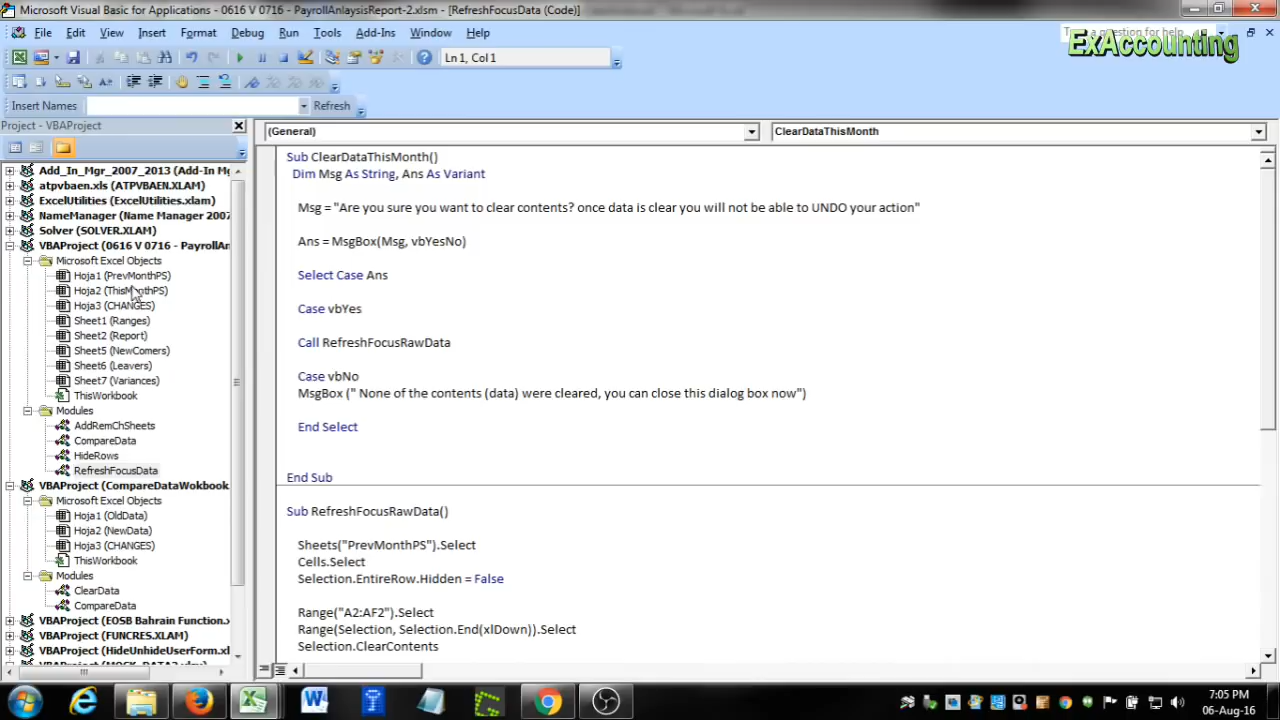 Microsoft Visual Basic for Applications - 0616 V 0716 - PayrollAnlaysisReport-2.xlsm - [RefreshFocusData (Code)]
File Edit View Insert Format Debug Run Tools Add-Ins Window Help
a question for help
ExAccounting
Ln 1, Col 1
Insert Names
Refresh
Project - VBAProject
(General)
ClearDataThisMonth
Add_In_Mgr_2007_2013 (Add-In Mg
atpvbaen.xls (ATPVBAEN.XLAM)
ExcelUtilities (ExcelUtilities.xlam)
NameManager (Name Manager 2007
Solver (SOLVER.XLAM)
VBAProject (0616 V 0716 - PayrollAn
Microsoft Excel Objects
Hoja1 (PrevMonthPS)
Hoja2 (ThisMonthPS)
Hoja3 (CHANGES)
Sheet1 (Ranges)
Sheet2 (Report)
Sheet5 (NewComers)
Sheet6 (Leavers)
Sheet7 (Variances)
ThisWorkbook
Modules
AddRemChSheets
CompareData
HideRows
RefreshFocusData
VBAProject (CompareDataWokbook
Microsoft Excel Objects
Hoja1 (OldData)
Hoja2 (NewData)
Hoja3 (CHANGES)
ThisWorkbook
Modules
ClearData
CompareData
VBAProject (EOSB Bahrain Function.x
VBAProject (FUNCRES.XLAM)
VBAProject (HideUnhideUserForm.xl
Sub ClearDataThisMonth()
Dim Msg As String, Ans As Variant
Msg = "Are you sure you want to clear contents? once data is clear you will not be able to UNDO your action"
Ans = MsgBox(Msg, vbYesNo)
Select Case Ans
Case vbYes
Call RefreshFocusRawData
Case vbNo
MsgBox (" None of the contents (data) were cleared, you can close this dialog box now")
End Select
End Sub
Sub RefreshFocusRawData()
Sheets("PrevMonthPS").Select
Cells.Select
Selection.EntireRow.Hidden = False
Range("A2:AF2").Select
Range(Selection, Selection.End(xlDown)).Select
Selection.ClearContents
7:05 PM
06-Aug-16